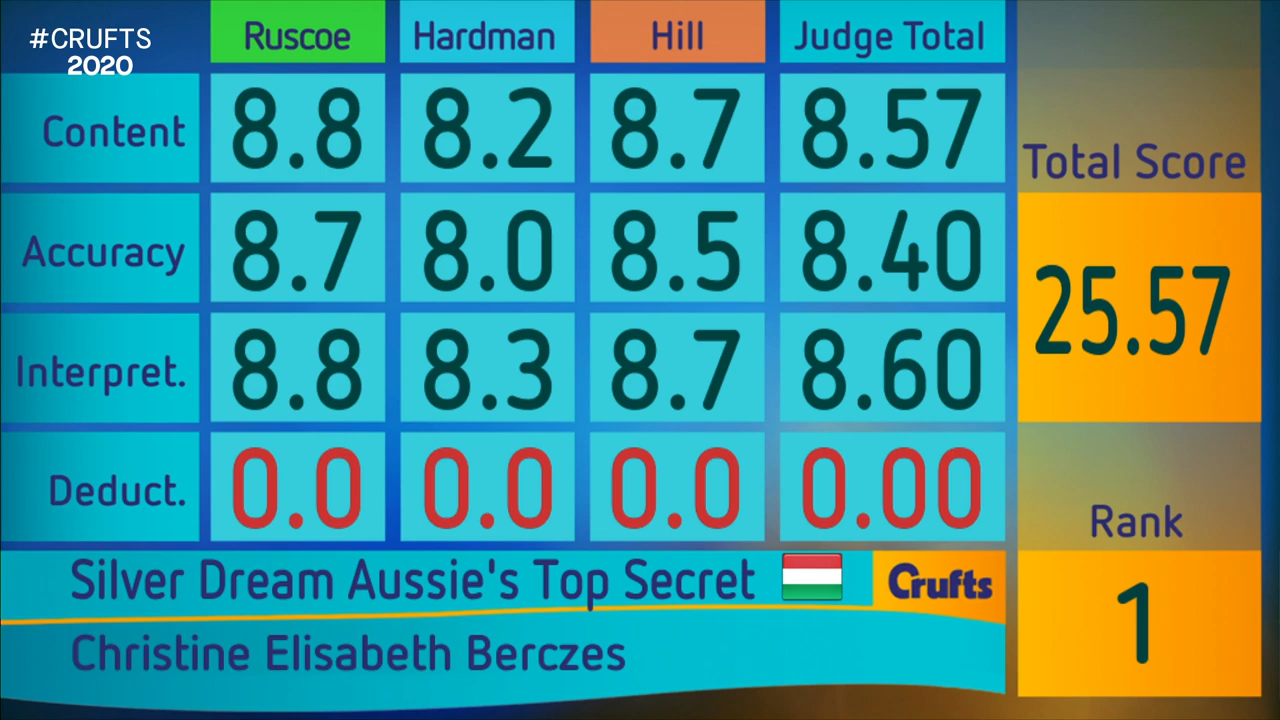 #CRUFTS
2020
Ruscoe Hardman Hill Judge Total
Content 8.8 8.2 8.7 8.57
Total Score
Accuracy 8.7 8.0 8.5 8.40
25.57
Interpret. 8.8 8.3 8.7 8.60
Deduct. 0.0 0.0 0.0 0.00
Rank
1
Silver Dream Aussie's Top Secret Crufts
Christine Elisabeth Berczes